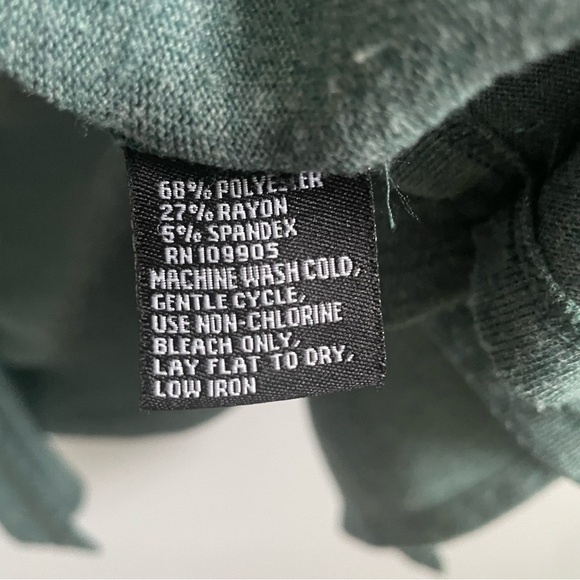 68% POLYESTER
27% RAYON
5% SPANDEX
RN 109905
MACHINE WASH COLD,
GENTLE CYCLE,
USE NON-CHLORINE
BLEACH ONLY,
LAY FLAT TO DRY,
LOW IRON